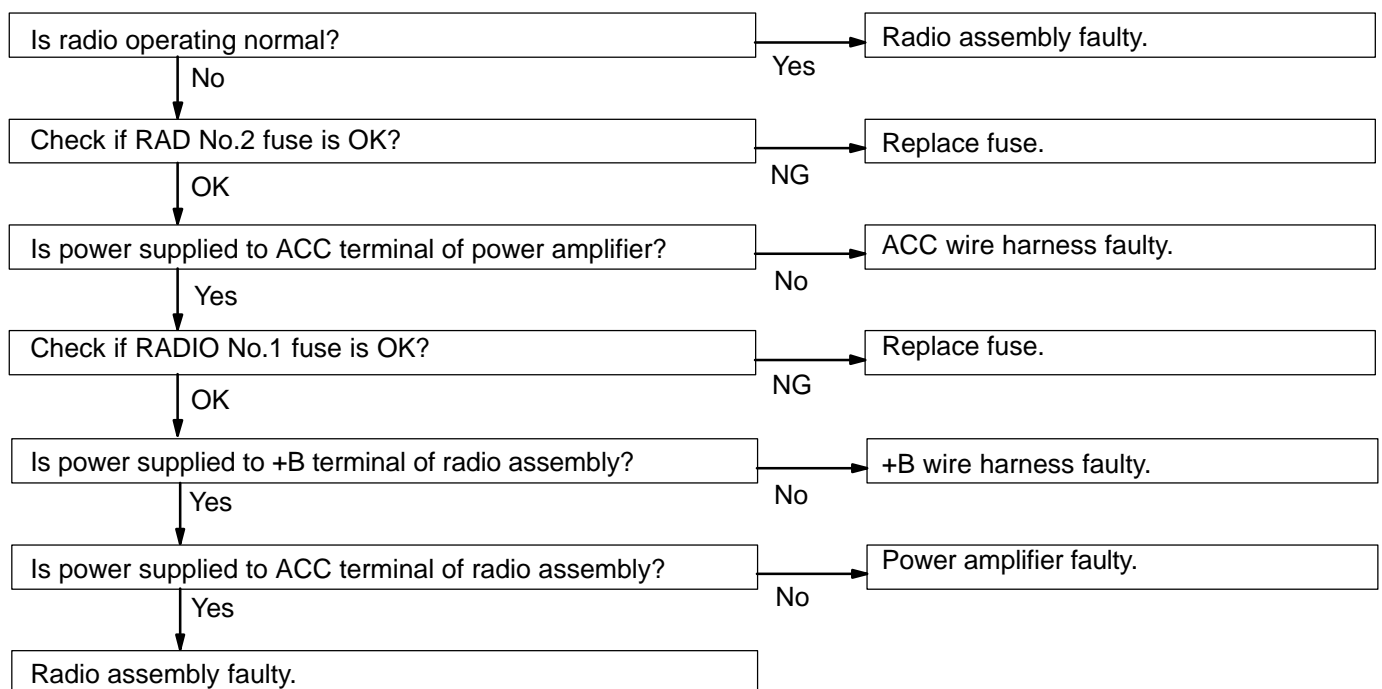 Is radio operating normal?
Yes
Radio assembly faulty.
No
Check if RAD No.2 fuse is OK?
NG
Replace fuse.
OK
Is power supplied to ACC terminal of power amplifier?
No
ACC wire harness faulty.
Yes
Check if RADIO No.1 fuse is OK?
NG
Replace fuse.
OK
Is power supplied to +B terminal of radio assembly?
No
+B wire harness faulty.
Yes
Is power supplied to ACC terminal of radio assembly?
No
Power amplifier faulty.
Yes
Radio assembly faulty.